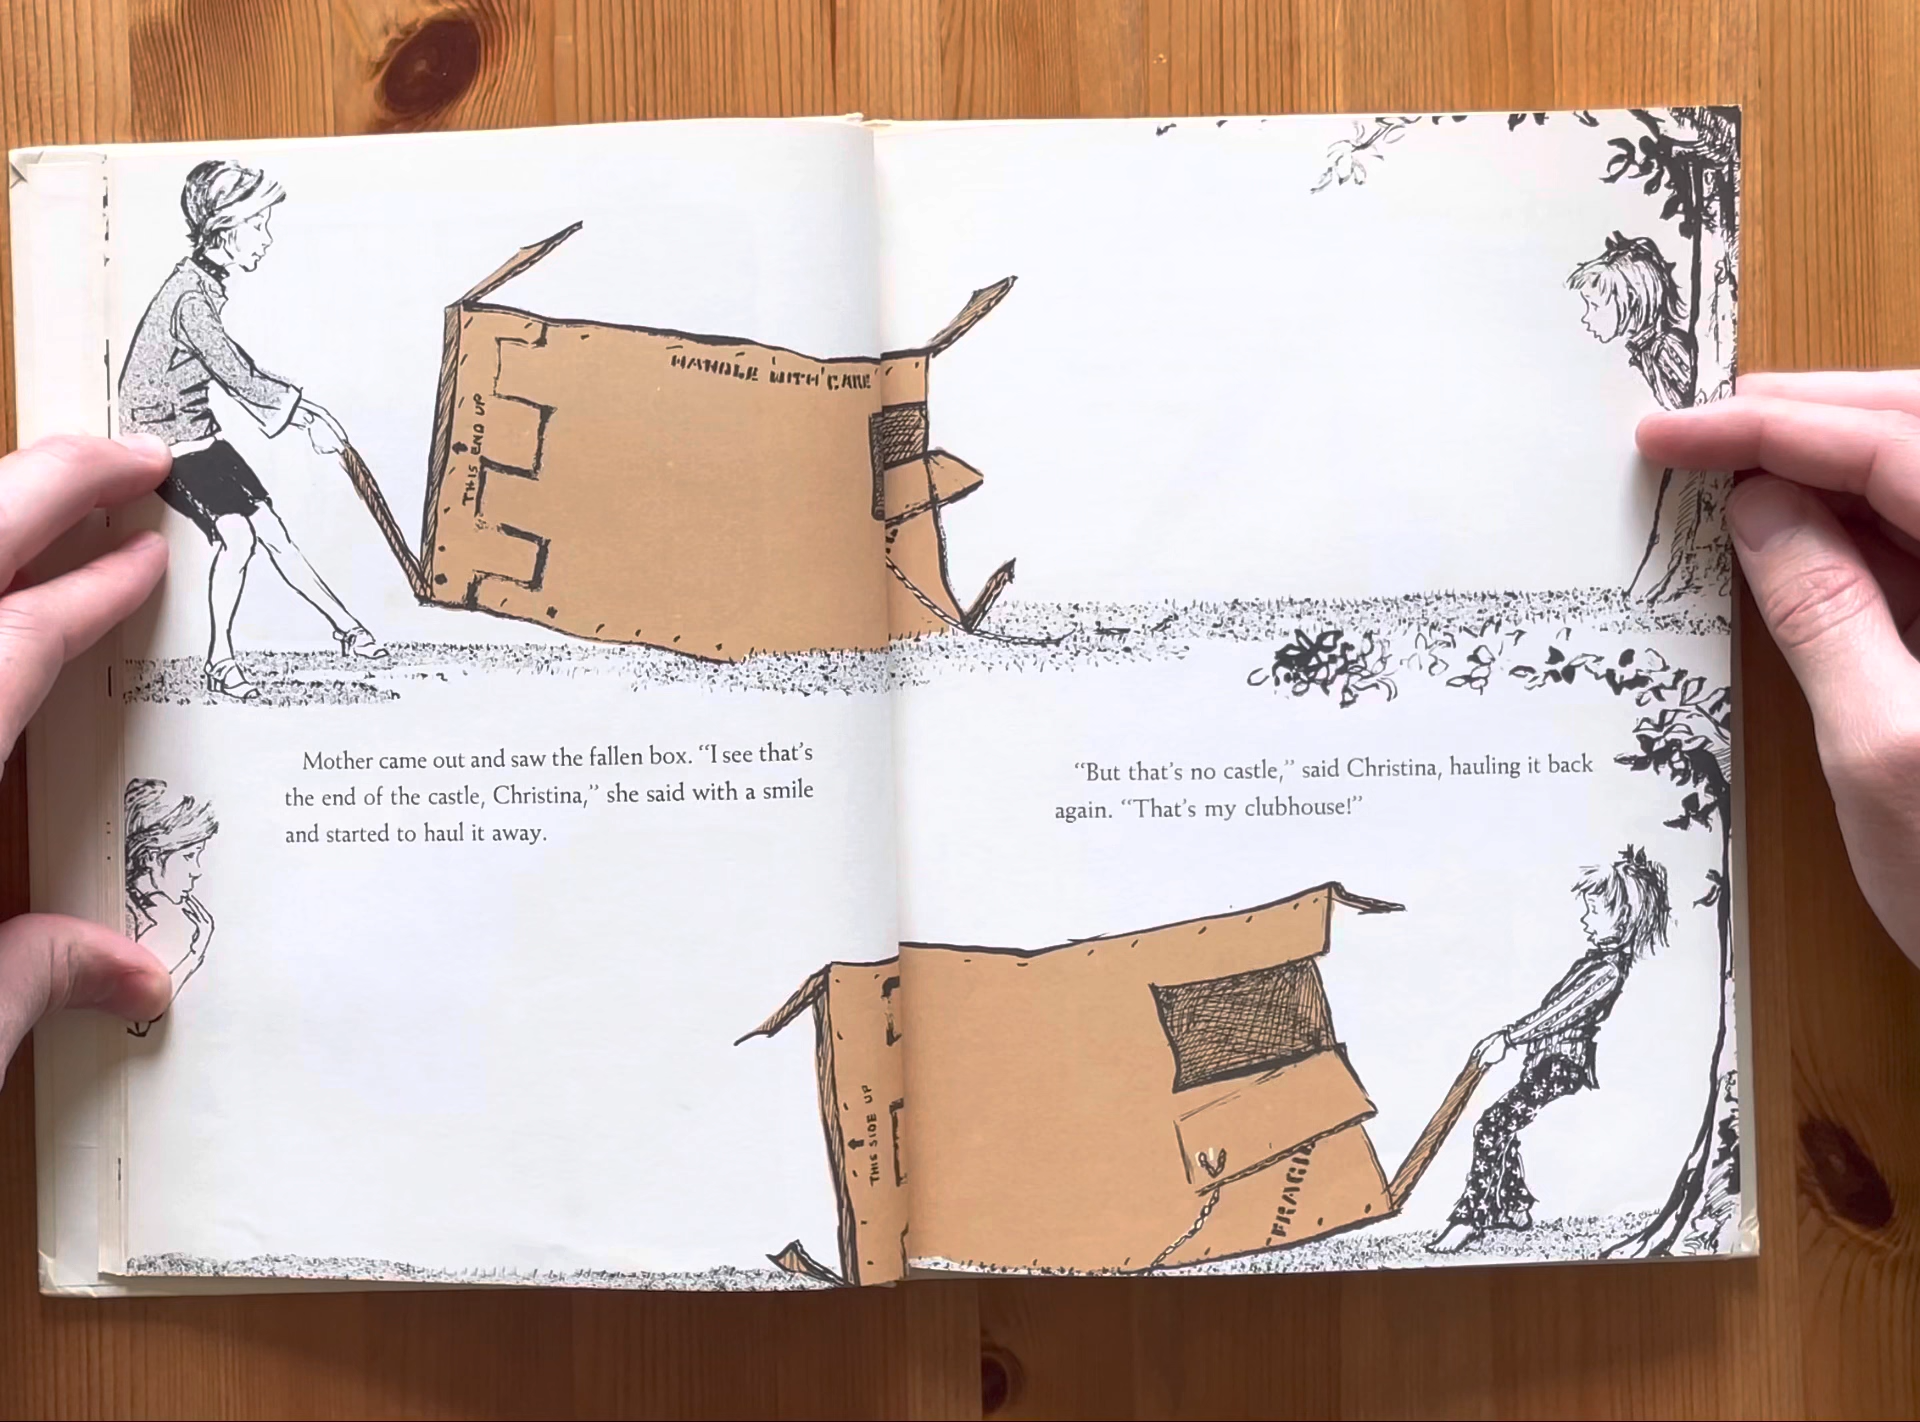 HANDLE WITH CARE
THIS END UP
Mother came out and saw the fallen box. “I see that’s
the end of the castle, Christina,” she said with a smile
and started to haul it away.
“But that’s no castle,” said Christina, hauling it back
again. “That’s my clubhouse!”
THIS SIDE UP
FRAGIL